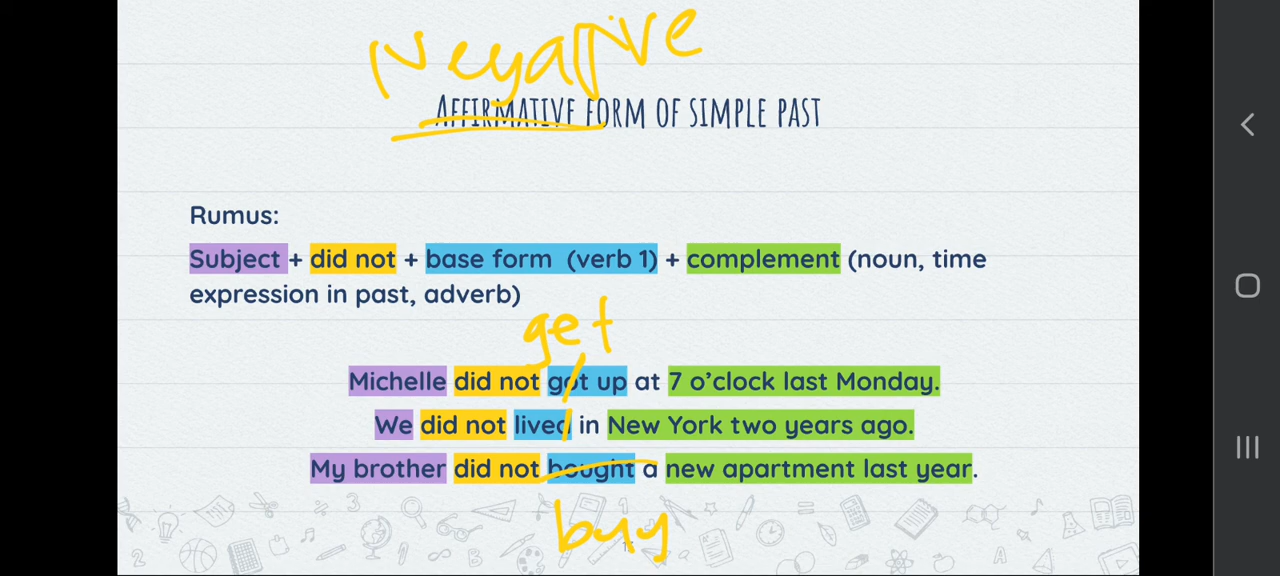 Negative
AFFIRMATIVE FORM OF SIMPLE PAST
Rumus:
Subject + did not + base form (verb 1) + complement (noun, time
expression in past, adverb)
get
Michelle did not got up at 7 o’clock last Monday.
We did not lived in New York two years ago.
My brother did not bought a new apartment last year.
buy